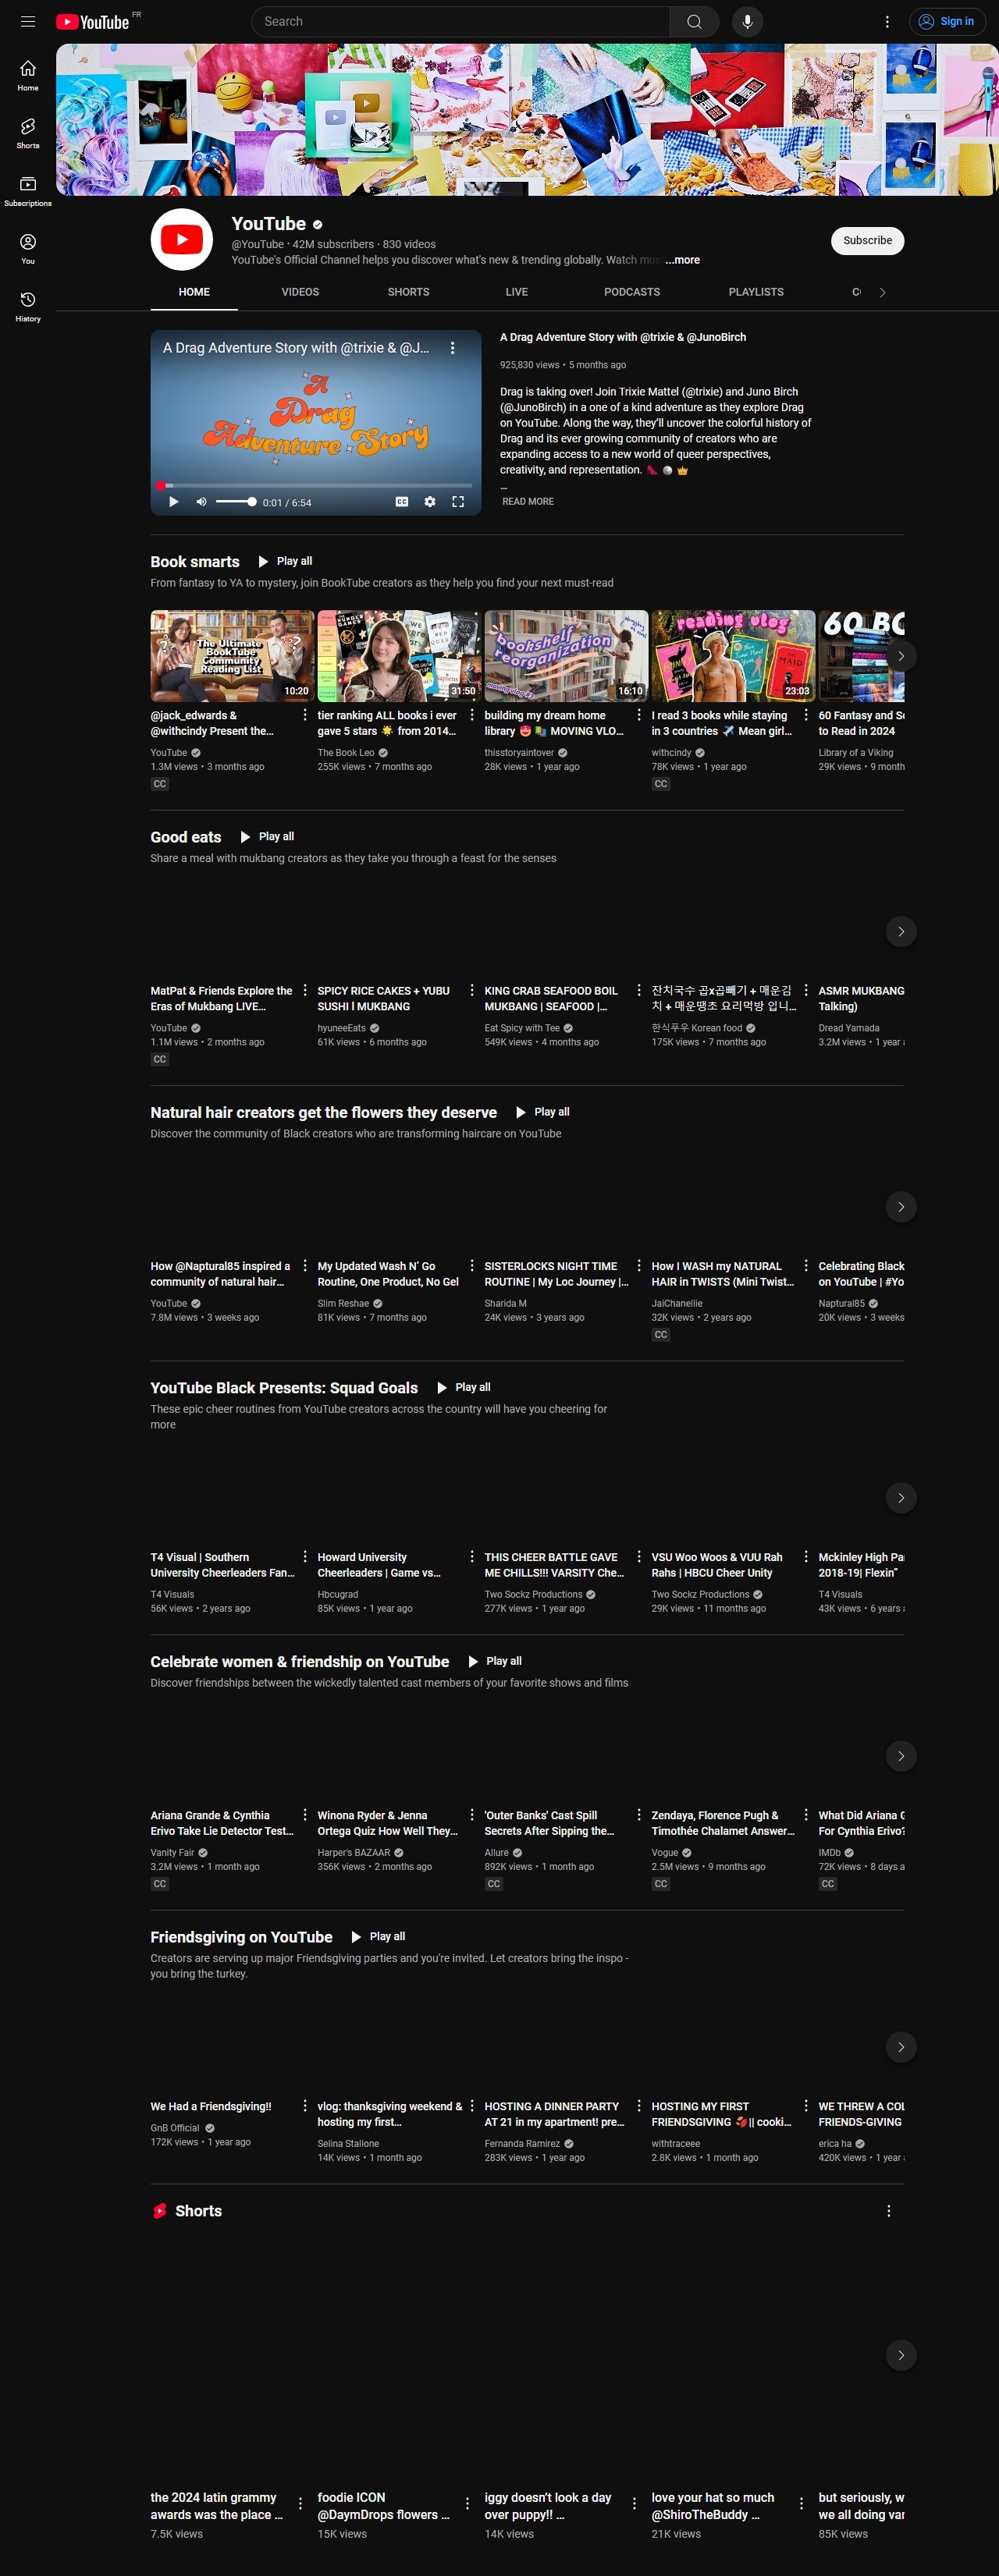 YouTube FR
Search
Sign in
Home
Shorts
Subscriptions
You
History
YouTube
@YouTube • 42M subscribers • 830 videos
YouTube's Official Channel helps you discover what's new & trending globally. Watch ...more
Subscribe
HOME VIDEOS SHORTS LIVE PODCASTS PLAYLISTS
A Drag Adventure Story with @trixie & @J...
A
Drag
Adventure Story
0:01 / 6:54
CC
A Drag Adventure Story with @trixie & @JunoBirch
925,830 views • 5 months ago
Drag is taking over! Join Trixie Mattel (@trixie) and Juno Birch
(@JunoBirch) in a one of a kind adventure as they explore Drag
on YouTube. Along the way, they'll uncover the colorful history of
Drag and its ever growing community of creators who are
expanding access to a new world of queer perspectives,
creativity, and representation. 👠 🪩 👑
...
READ MORE
Book smarts Play all
From fantasy to YA to mystery, join BookTube creators as they help you find your next must-read
The Ultimate
BookTube
Community
Reading List
10:20
@jack_edwards &
@withcindy Present the...
YouTube
1.3M views • 3 months ago
CC
31:50
tier ranking ALL books i ever
gave 5 stars 🌟 from 2014...
The Book Leo
255K views • 7 months ago
bookshelf
reorganization
16:10
building my dream home
library 🤩 📚 MOVING VLO...
thisstoryaintover
28K views • 1 year ago
reading vlog
MAID
23:03
I read 3 books while staying
in 3 countries ✈️ Mean girl...
withcindy
78K views • 1 year ago
CC
60 BO
60 Fantasy and Sc
to Read in 2024
Library of a Viking
29K views • 9 month
Good eats Play all
Share a meal with mukbang creators as they take you through a feast for the senses
MatPat & Friends Explore the
Eras of Mukbang LIVE...
YouTube
1.1M views • 2 months ago
CC
SPICY RICE CAKES + YUBU
SUSHI l MUKBANG
hyuneeEats
61K views • 6 months ago
KING CRAB SEAFOOD BOIL
MUKBANG | SEAFOOD |...
Eat Spicy with Tee
549K views • 4 months ago
잔치국수 곱x곱빼기 + 매운김
치 + 매운땡초 요리먹방 입니...
한식푸우 Korean food
175K views • 7 months ago
ASMR MUKBANG
Talking)
Dread Yamada
3.2M views • 1 year
Natural hair creators get the flowers they deserve Play all
Discover the community of Black creators who are transforming haircare on YouTube
How @Naptural85 inspired a
community of natural hair...
YouTube
7.8M views • 3 weeks ago
My Updated Wash N' Go
Routine, One Product, No Gel
Slim Reshae
81K views • 7 months ago
SISTERLOCKS NIGHT TIME
ROUTINE | My Loc Journey |...
Sharida M
24K views • 3 years ago
How I WASH my NATURAL
HAIR in TWISTS (Mini Twist...
JaiChanellie
32K views • 2 years ago
CC
Celebrating Black
on YouTube | #Yo
Naptural85
20K views • 3 weeks
YouTube Black Presents: Squad Goals Play all
These epic cheer routines from YouTube creators across the country will have you cheering for
more
T4 Visual | Southern
University Cheerleaders Fan...
T4 Visuals
56K views • 2 years ago
Howard University
Cheerleaders | Game vs...
Hbcugrad
85K views • 1 year ago
THIS CHEER BATTLE GAVE
ME CHILLS!!! VARSITY Che...
Two Sockz Productions
277K views • 1 year ago
VSU Woo Woos & VUU Rah
Rahs | HBCU Cheer Unity
Two Sockz Productions
29K views • 11 months ago
Mckinley High Pa
2018-19| Flexin"
T4 Visuals
43K views • 6 years
Celebrate women & friendship on YouTube Play all
Discover friendships between the wickedly talented cast members of your favorite shows and films
Ariana Grande & Cynthia
Erivo Take Lie Detector Test...
Vanity Fair
3.2M views • 1 month ago
CC
Winona Ryder & Jenna
Ortega Quiz How Well They...
Harper's BAZAAR
356K views • 2 months ago
'Outer Banks' Cast Spill
Secrets After Sipping the...
Allure
892K views • 1 month ago
CC
Zendaya, Florence Pugh &
Timothée Chalamet Answer...
Vogue
2.5M views • 9 months ago
CC
What Did Ariana G
For Cynthia Erivo?
IMDb
72K views • 8 days a
CC
Friendsgiving on YouTube Play all
Creators are serving up major Friendsgiving parties and you're invited. Let creators bring the inspo -
you bring the turkey.
We Had a Friendsgiving!!
GnB Official
172K views • 1 year ago
vlog: thanksgiving weekend &
hosting my first...
Selina Stallone
14K views • 1 month ago
HOSTING A DINNER PARTY
AT 21 in my apartment! pre...
Fernanda Ramirez
283K views • 1 year ago
HOSTING MY FIRST
FRIENDSGIVING 🍂|| cooki...
withtraceee
2.8K views • 1 month ago
WE THREW A COL
FRIENDS-GIVING
erica ha
420K views • 1 year
Shorts
the 2024 latin grammy
awards was the place ...
7.5K views
foodie ICON
@DaymDrops flowers ...
15K views
iggy doesn't look a day
over puppy!! ...
14K views
love your hat so much
@ShiroTheBuddy ...
21K views
but seriously, w
we all doing var
85K views